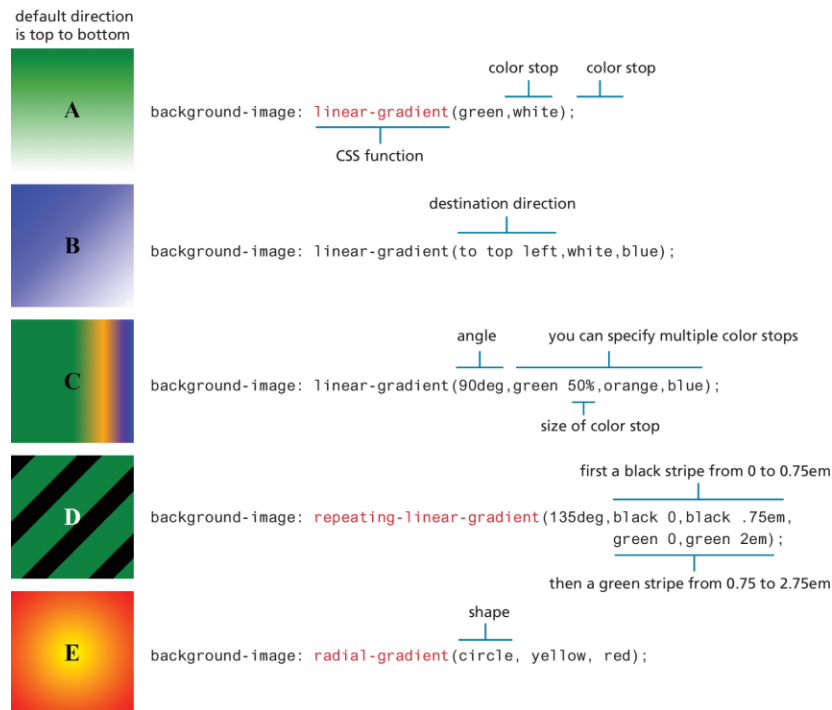 default direction
is top to bottom
color stop color stop
A
background-image: linear-gradient(green,white);
CSS function
destination direction
B
background-image: linear-gradient(to top left,white,blue);
angle you can specify multiple color stops
C
background-image: linear-gradient(90deg,green 50%,orange,blue);
size of color stop
first a black stripe from 0 to 0.75em
D
background-image: repeating-linear-gradient(135deg,black 0,black .75em,
green 0,green 2em);
then a green stripe from 0.75 to 2.75em
shape
E
background-image: radial-gradient(circle, yellow, red);